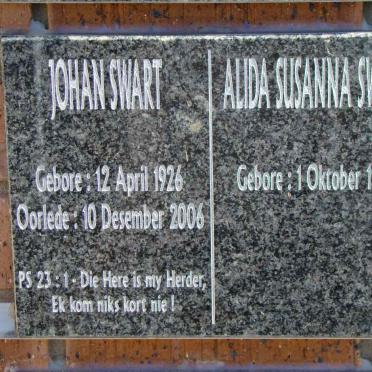 JOHAN SWART
Gebore : 12 April 1926
Oorlede : 10 Desember 2006
PS 23 : 1 - Die Here is my Herder,
Ek kom niks kort nie !
ALIDA SUSANNA
Gebore : 1 Oktober